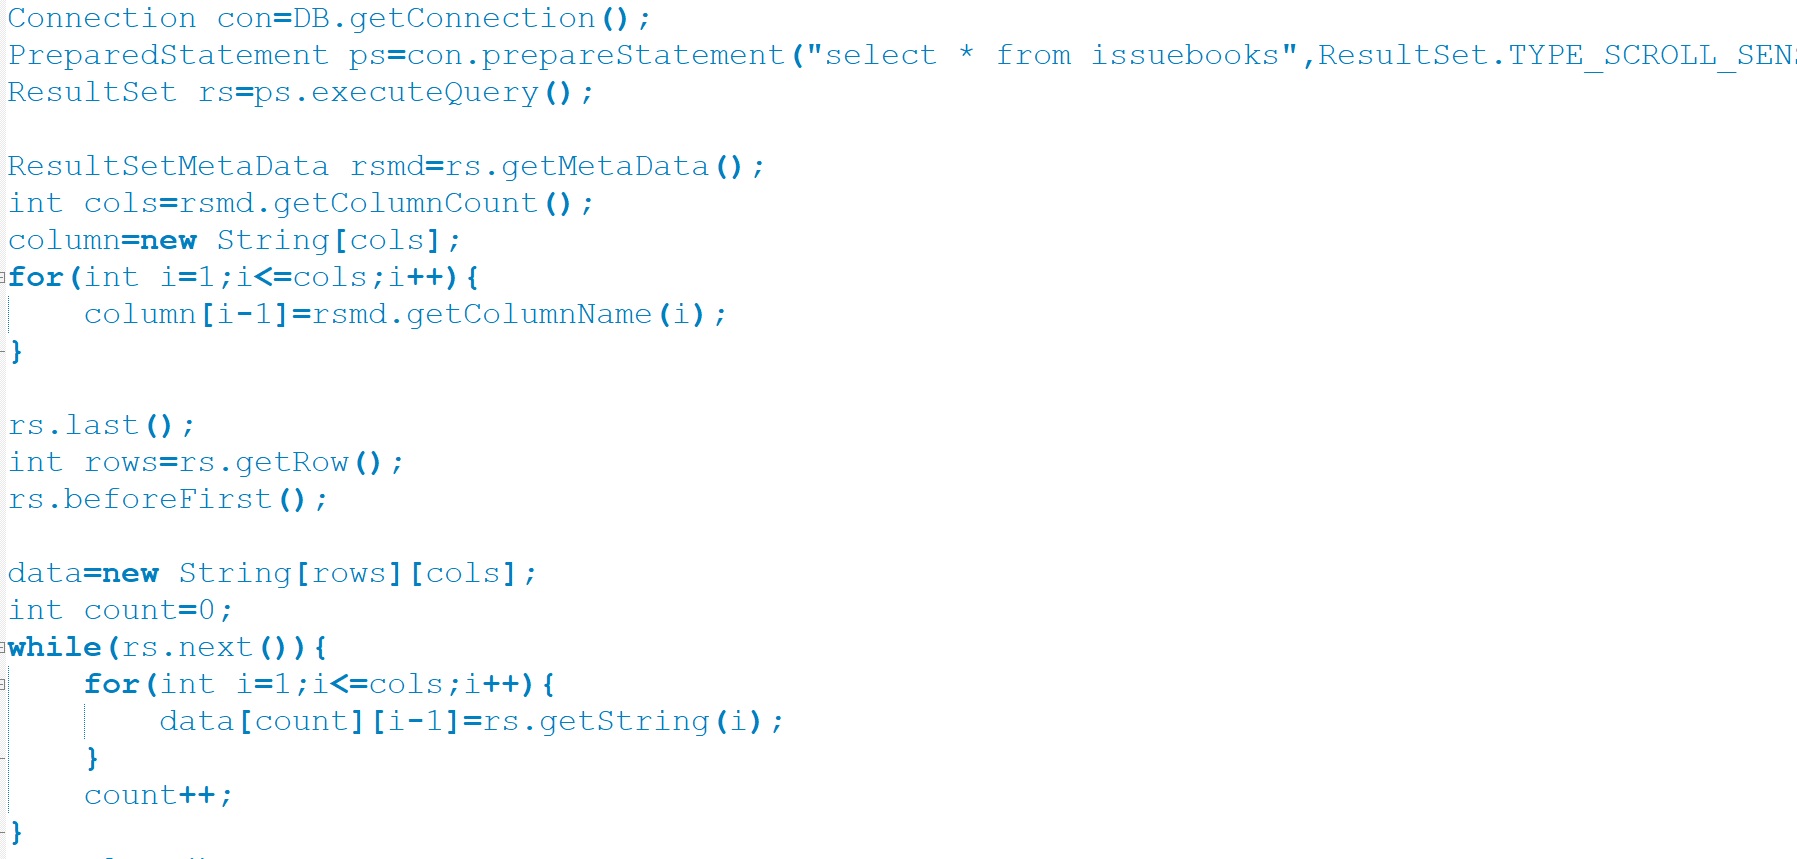 Connection con=DB.getConnection();
PreparedStatement ps=con.prepareStatement("select * from issuebooks",ResultSet.TYPE_SCROLL_SEN
ResultSet rs=ps.executeQuery();
ResultSetMetaData rsmd=rs.getMetaData();
int cols=rsmd.getColumnCount();
column=new String[cols];
for(int i=1;i<=cols;i++){
    column[i-1]=rsmd.getColumnName(i);
}
rs.last();
int rows=rs.getRow();
rs.beforeFirst();
data=new String[rows][cols];
int count=0;
while(rs.next()){
    for(int i=1;i<=cols;i++){
        data[count][i-1]=rs.getString(i);
    }
    count++;
}